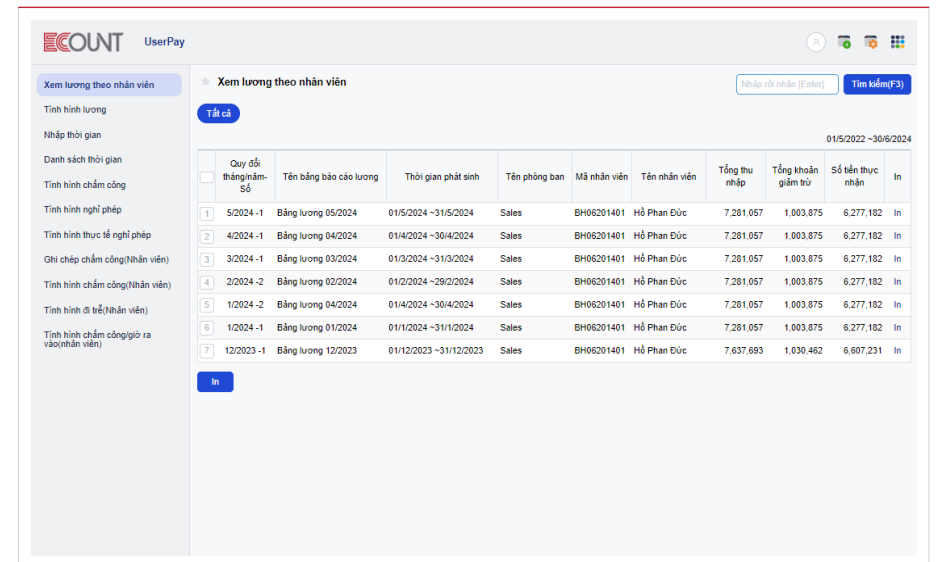 ECOUNT UserPay
Xem lương theo nhân viên
Tình hình lương
Nhập thời gian
Danh sách thời gian
Tình hình chấm công
Tình hình nghỉ phép
Tình hình thực tế nghỉ phép
Ghi chép chấm công(Nhân viên)
Tình hình chấm công(Nhân viên)
Tình hình đi trễ(Nhân viên)
Tình hình chấm công/giờ ra
vào(nhân viên)
Xem lương theo nhân viên
Nhập rồi nhấn [Enter] Tìm kiếm(F3)
Tất cả
01/5/2022 ~30/6/2024
Quy đổi tháng/năm-Số Tên bảng báo cáo lương Thời gian phát sinh Tên phòng ban Mã nhân viên Tên nhân viên Tổng thu nhập Tổng khoản giảm trừ Số tiền thực nhận In
1 5/2024 -1 Bảng lương 05/2024 01/5/2024 ~31/5/2024 Sales BH06201401 Hồ Phan Đức 7,281,057 1,003,875 6,277,182 In
2 4/2024 -1 Bảng lương 04/2024 01/4/2024 ~30/4/2024 Sales BH06201401 Hồ Phan Đức 7,281,057 1,003,875 6,277,182 In
3 3/2024 -1 Bảng lương 03/2024 01/3/2024 ~31/3/2024 Sales BH06201401 Hồ Phan Đức 7,281,057 1,003,875 6,277,182 In
4 2/2024 -2 Bảng lương 02/2024 01/2/2024 ~29/2/2024 Sales BH06201401 Hồ Phan Đức 7,281,057 1,003,875 6,277,182 In
5 1/2024 -2 Bảng lương 04/2024 01/4/2024 ~30/4/2024 Sales BH06201401 Hồ Phan Đức 7,281,057 1,003,875 6,277,182 In
6 1/2024 -1 Bảng lương 01/2024 01/1/2024 ~31/1/2024 Sales BH06201401 Hồ Phan Đức 7,281,057 1,003,875 6,277,182 In
7 12/2023 -1 Bảng lương 12/2023 01/12/2023 ~31/12/2023 Sales BH06201401 Hồ Phan Đức 7,637,693 1,030,462 6,607,231 In
In